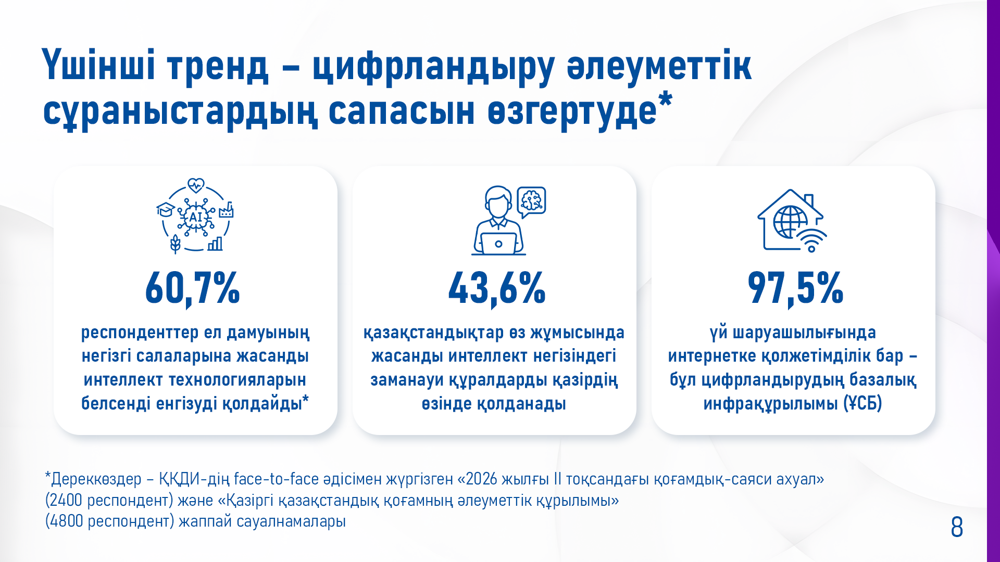 Үшінші тренд – цифрландыру әлеуметтік
сұраныстардың сапасын өзгертуде*
AI
60,7%
респонденттер ел дамуының
негізгі салаларына жасанды
интеллект технологияларын
белсенді енгізуді қолдайды*
43,6%
қазақстандықтар өз жұмысында
жасанды интеллект негізіндегі
заманауи құралдарды қазірдің
өзінде қолданады
97,5%
үй шаруашылығында
интернетке қолжетімділік бар –
бұл цифрландырудың базалық
инфрақұрылымы (ҰСБ)
*Дереккөздер – ҚҚДИ-дің face-to-face әдісімен жүргізген «2026 жылғы II тоқсандағы қоғамдық-саяси ахуал»
(2400 респондент) және «Қазіргі қазақстандық қоғамның әлеуметтік құрылымы»
(4800 респондент) жаппай сауалнамалары
8